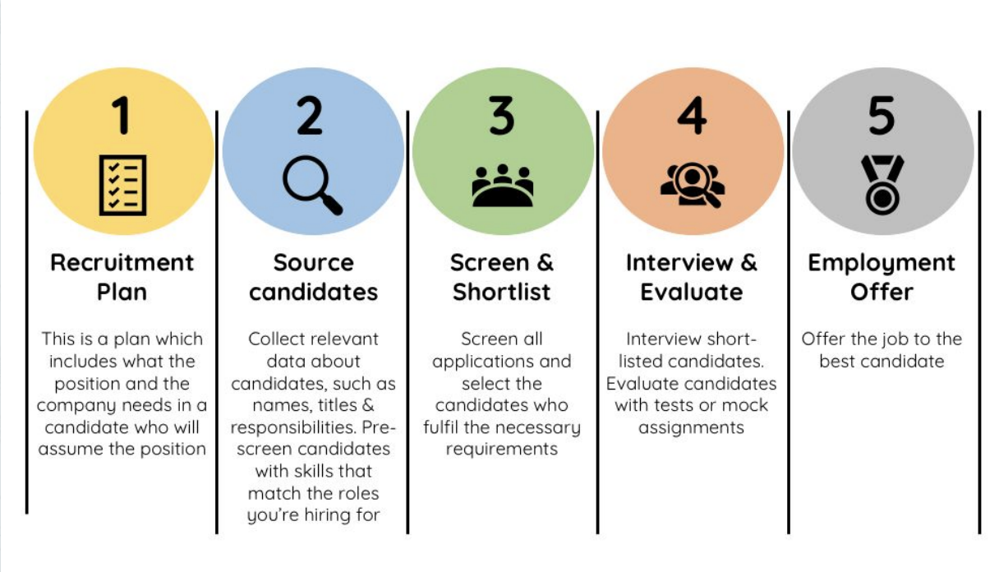 1
Recruitment
Plan
This is a plan which
includes what the
position and the
company needs in a
candidate who will
assume the position
2
Source
candidates
Collect relevant
data about
candidates, such as
names, titles &
responsibilities. Pre-
screen candidates
with skills that
match the roles
you're hiring for
3
Screen &
Shortlist
Screen all
applications and
select the
candidates who
fulfil the necessary
requirements
4
Interview &
Evaluate
Interview short-
listed candidates.
Evaluate candidates
with tests or mock
assignments
5
Employment
Offer
Offer the job to the
best candidate